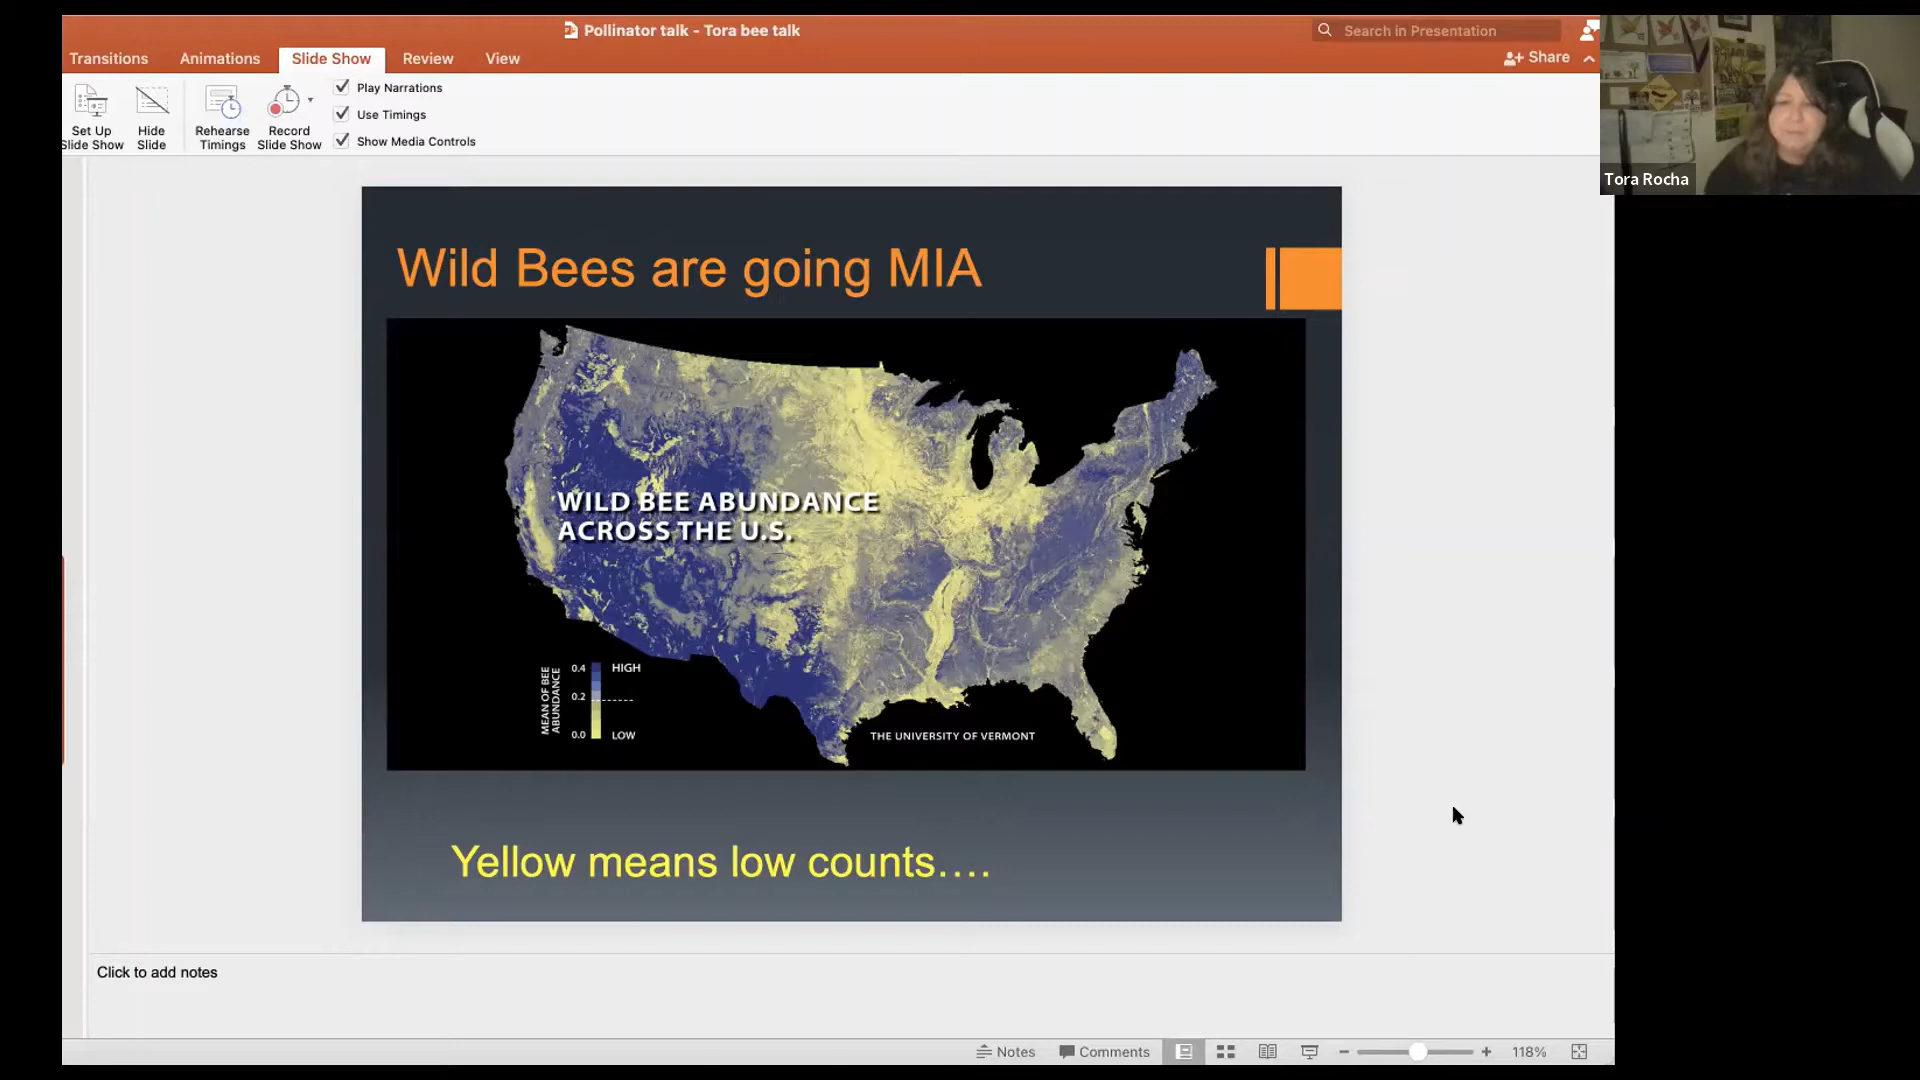 Pollinator talk - Tora bee talk
Search in Presentation
Transitions
Animations
Slide Show
Review
View
Share
Set Up
Slide Show
Hide
Slide
Rehearse
Timings
Record
Slide Show
Play Narrations
Use Timings
Show Media Controls
Tora Rocha
Wild Bees are going MIA
WILD BEE ABUNDANCE
ACROSS THE U.S.
MEAN OF BEE
ABUNDANCE
0.4 HIGH
0.2
0.0 LOW
THE UNIVERSITY OF VERMONT
Yellow means low counts....
Click to add notes
Notes
Comments
118%